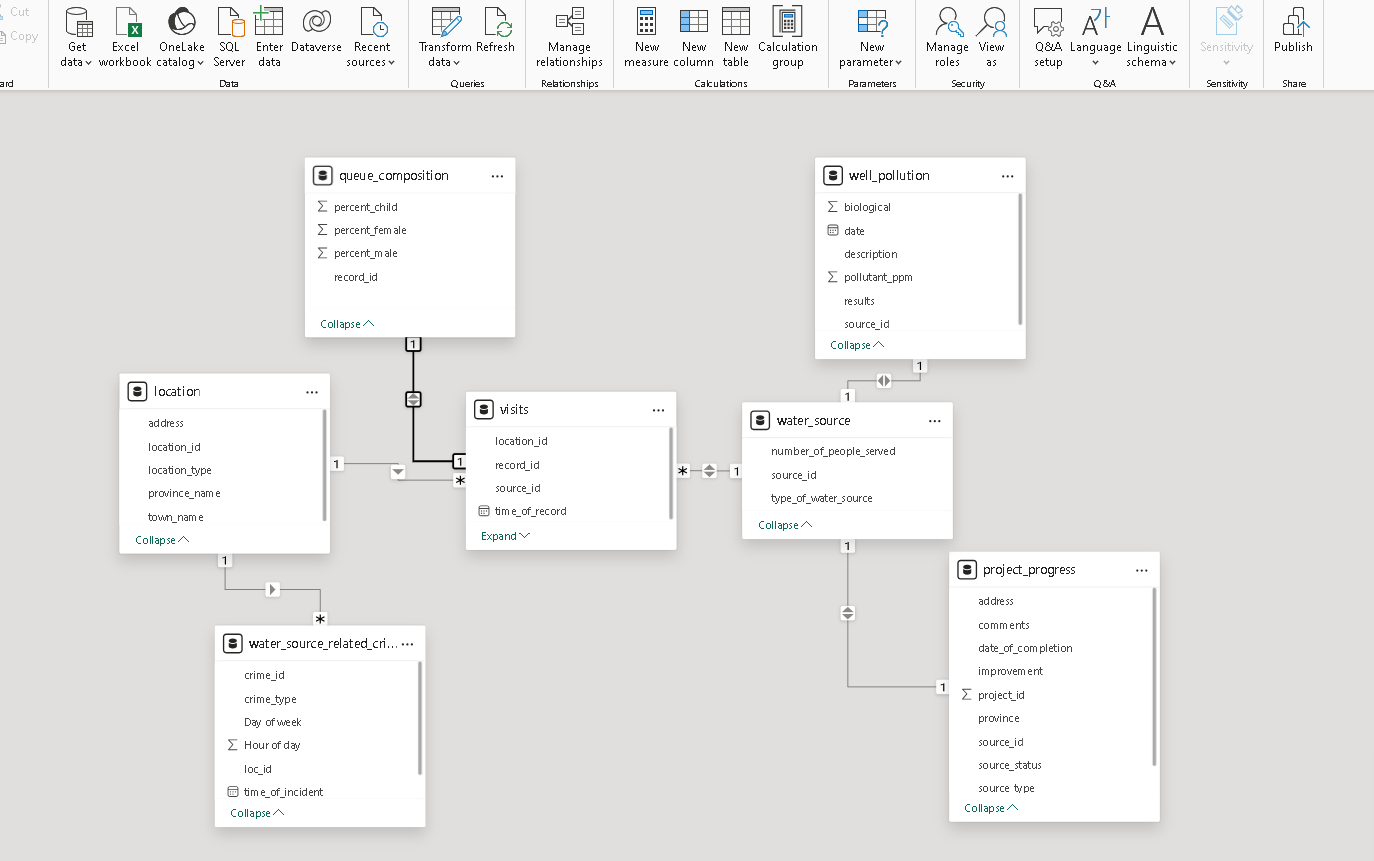 Cut
Copy
ard
Get data
Excel workbook
OneLake catalog
SQL Server
Enter data
Dataverse
Recent sources
Data
Transform data
Refresh
Queries
Manage relationships
Relationships
New measure
New column
New table
Calculation group
Calculations
New parameter
Parameters
Manage roles
View as
Security
Q&A setup
Language
Linguistic schema
Q&A
Sensitivity
Sensitivity
Publish
Share
queue_composition
percent_child
percent_female
percent_male
record_id
Collapse
1
1
well_pollution
biological
date
description
pollutant_ppm
results
source_id
Collapse
1
1
location
address
location_id
location_type
province_name
town_name
Collapse
1
*
visits
location_id
record_id
source_id
time_of_record
Expand
*
1
water_source
number_of_people_served
source_id
type_of_water_source
Collapse
1
1
*
water_source_related_cri...
crime_id
crime_type
Day of week
Hour of day
loc_id
time_of_incident
Collapse
1
1
project_progress
address
comments
date_of_completion
improvement
project_id
province
source_id
source_status
source type
Collapse